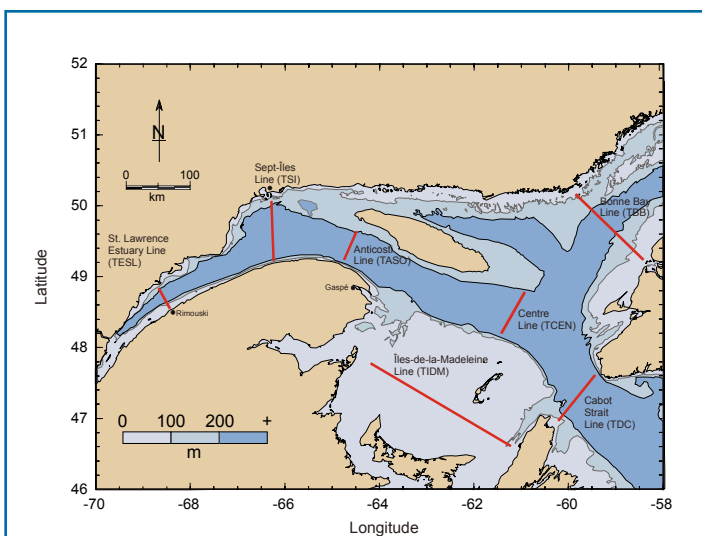 52
51
50
49
48
47
46
Latitude
-70
-68
-66
-64
-62
-60
-58
Longitude
N
0 100
km
Sept-Îles
Line (TSI)
St. Lawrence
Estuary Line
(TESL)
Rimouski
Anticosti
Line (TASO)
Gaspé
Bonne Bay
Line (TBB)
Centre
Line (TCEN)
Îles-de-la-Madeleine
Line (TIDM)
Cabot
Strait
Line (TDC)
0 100 200 +
m